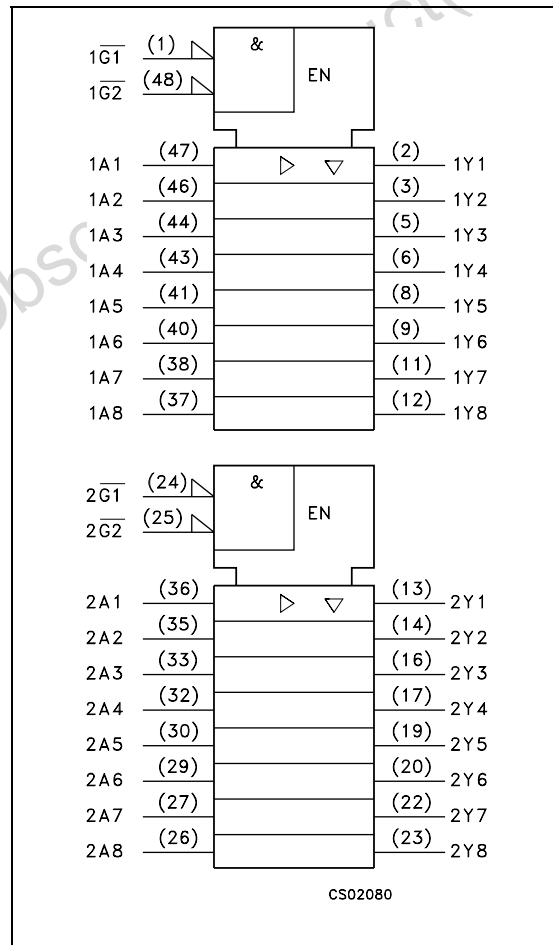 1G̅1̅ (1) & EN
1G̅2̅ (48)
1A1 (47) (2) 1Y1
1A2 (46) (3) 1Y2
1A3 (44) (5) 1Y3
1A4 (43) (6) 1Y4
1A5 (41) (8) 1Y5
1A6 (40) (9) 1Y6
1A7 (38) (11) 1Y7
1A8 (37) (12) 1Y8
2G̅1̅ (24) & EN
2G̅2̅ (25)
2A1 (36) (13) 2Y1
2A2 (35) (14) 2Y2
2A3 (33) (16) 2Y3
2A4 (32) (17) 2Y4
2A5 (30) (19) 2Y5
2A6 (29) (20) 2Y6
2A7 (27) (22) 2Y7
2A8 (26) (23) 2Y8
CS02080